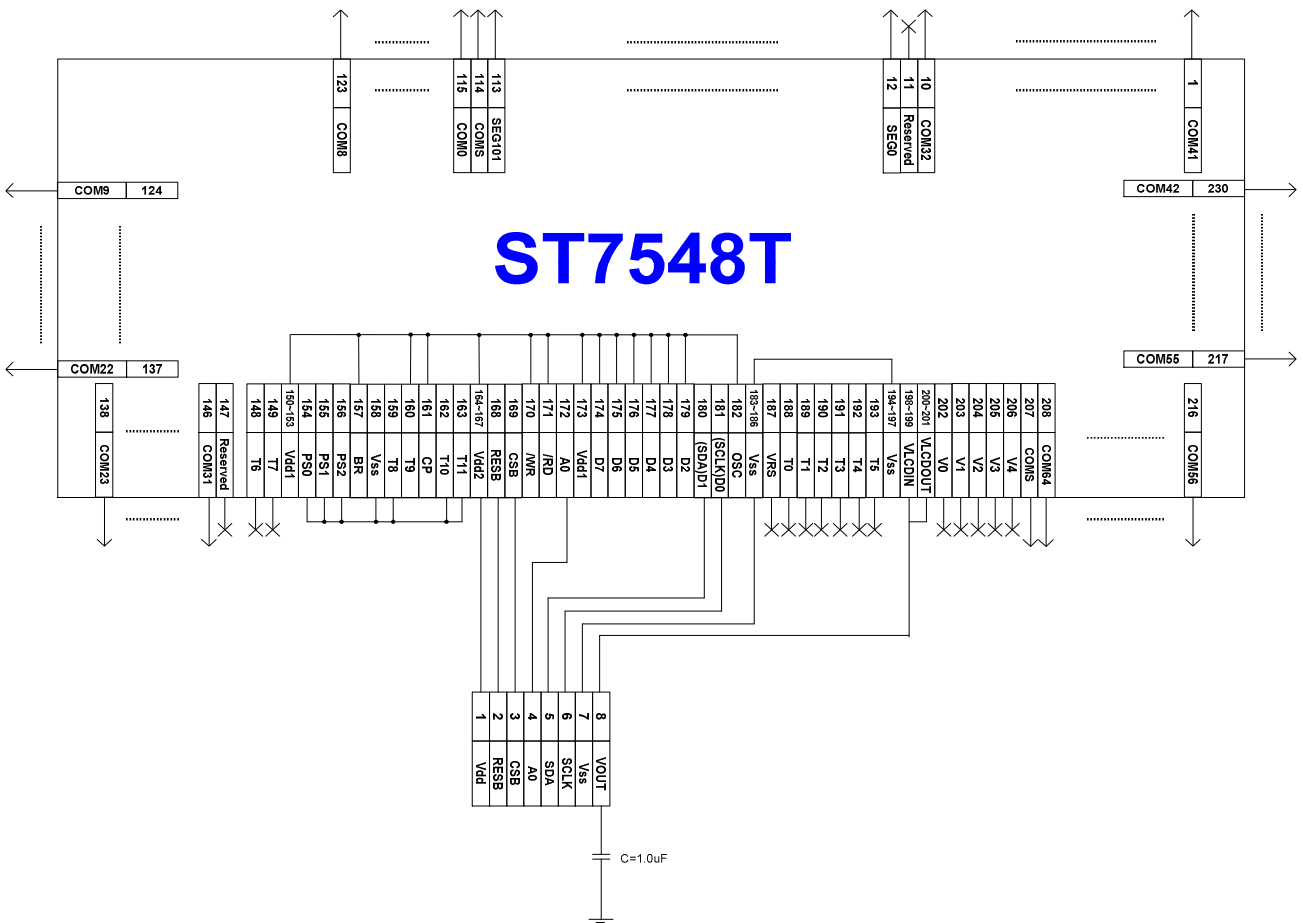 123 COM8
115 COM0
114 COMS
113 SEG101
12 SEG0
11 Reserved
10 COM32
1 COM41
COM9 124
COM42 230
ST7548T
COM22 137
COM55 217
138 COM23
146 COM31
147 Reserved
148 T6
149 T7
150~153 Vdd1
154 PS0
155 PS1
156 PS2
157 BR
158 Vss
159 T8
160 T9
161 CP
162 T10
163 T11
164~167 Vdd2
168 RESB
169 CSB
170 /WR
171 /RD
172 A0
173 Vdd1
174 D7
175 D6
176 D5
177 D4
178 D3
179 D2
180 (SDA)D1
181 (SCLK)D0
182 OSC
183~186 Vss
187 VRS
188 T0
189 T1
190 T2
191 T3
192 T4
193 T5
194~197 Vss
198~199 VLCDIN
200~201 VLCDOUT
202 V0
203 V1
204 V2
205 V3
206 V4
207 COMS
208 COM64
216 COM56
1 Vdd
2 RESB
3 CSB
4 A0
5 SDA
6 SCLK
7 Vss
8 VOUT
C=1.0uF